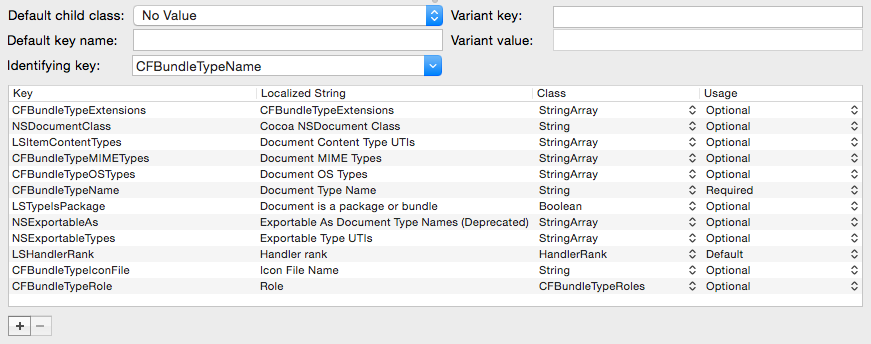 Default child class: No Value Variant key:
Default key name: Variant value:
Identifying key: CFBundleTypeName
Key Localized String Class Usage
CFBundleTypeExtensions CFBundleTypeExtensions StringArray Optional
NSDocumentClass Cocoa NSDocument Class String Optional
LSItemContentTypes Document Content Type UTIs StringArray Optional
CFBundleTypeMIMETypes Document MIME Types StringArray Optional
CFBundleTypeOSTypes Document OS Types StringArray Optional
CFBundleTypeName Document Type Name String Required
LSTypeIsPackage Document is a package or bundle Boolean Optional
NSExportableAs Exportable As Document Type Names (Deprecated) StringArray Optional
NSExportableTypes Exportable Type UTIs StringArray Optional
LSHandlerRank Handler rank HandlerRank Default
CFBundleTypeIconFile Icon File Name String Optional
CFBundleTypeRole Role CFBundleTypeRoles Optional
+ −